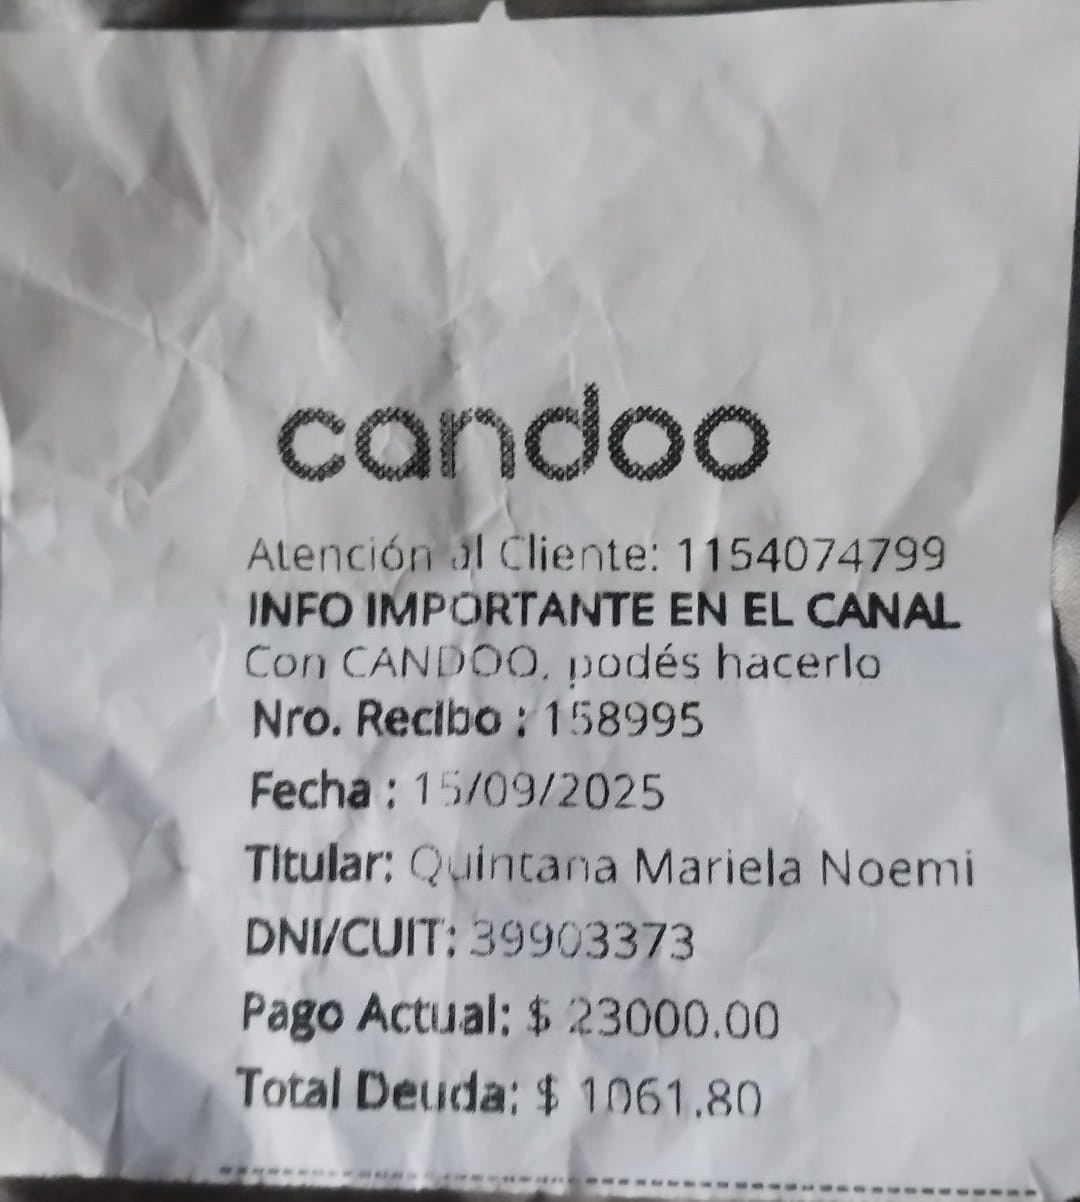 candoo
Atención al Cliente: 1154074799
INFO IMPORTANTE EN EL CANAL
Con CANDOO, podés hacerlo
Nro. Recibo : 158995
Fecha : 15/09/2025
Titular: Quintana Mariela Noemi
DNI/CUIT: 39903373
Pago Actual: $ 23000.00
Total Deuda: $ 1061.80